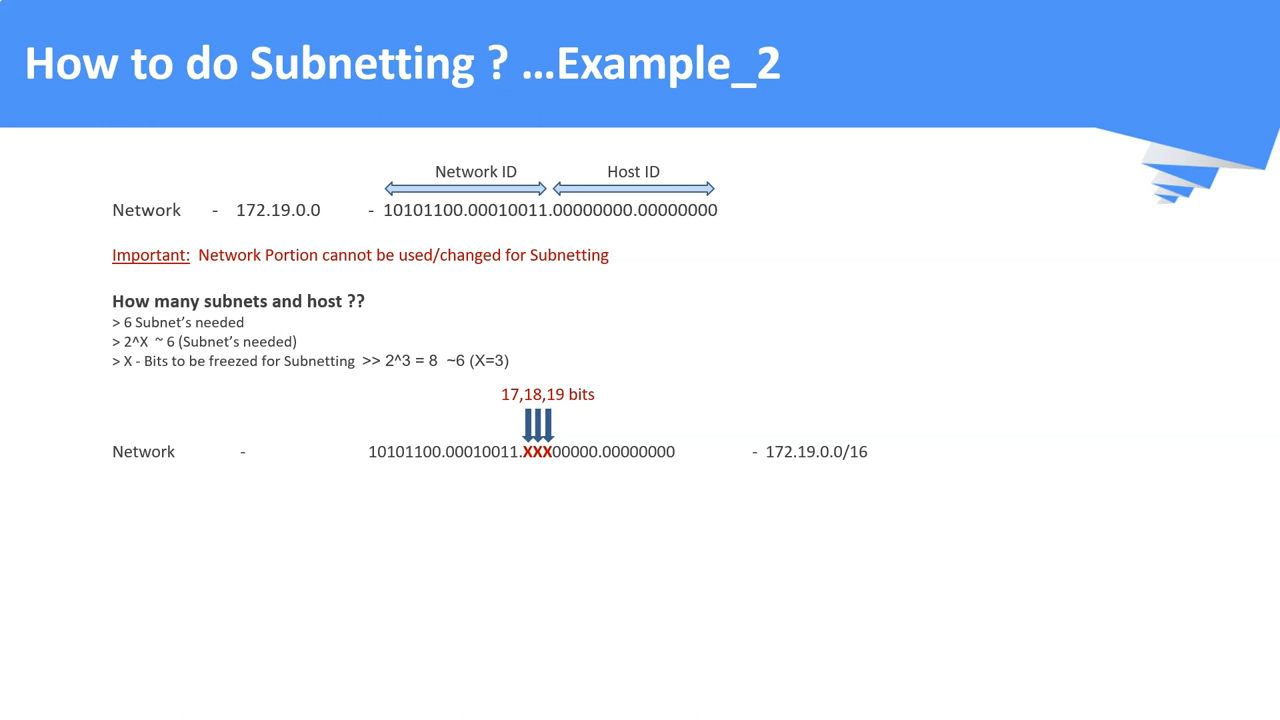 How to do Subnetting ? ...Example_2
Network ID Host ID
Network - 172.19.0.0 - 10101100.00010011.00000000.00000000
Important: Network Portion cannot be used/changed for Subnetting
How many subnets and host ??
> 6 Subnet's needed
> 2^X ~ 6 (Subnet's needed)
> X - Bits to be freezed for Subnetting >> 2^3 = 8 ~6 (X=3)
17,18,19 bits
Network - 10101100.00010011.XXX00000.00000000 - 172.19.0.0/16